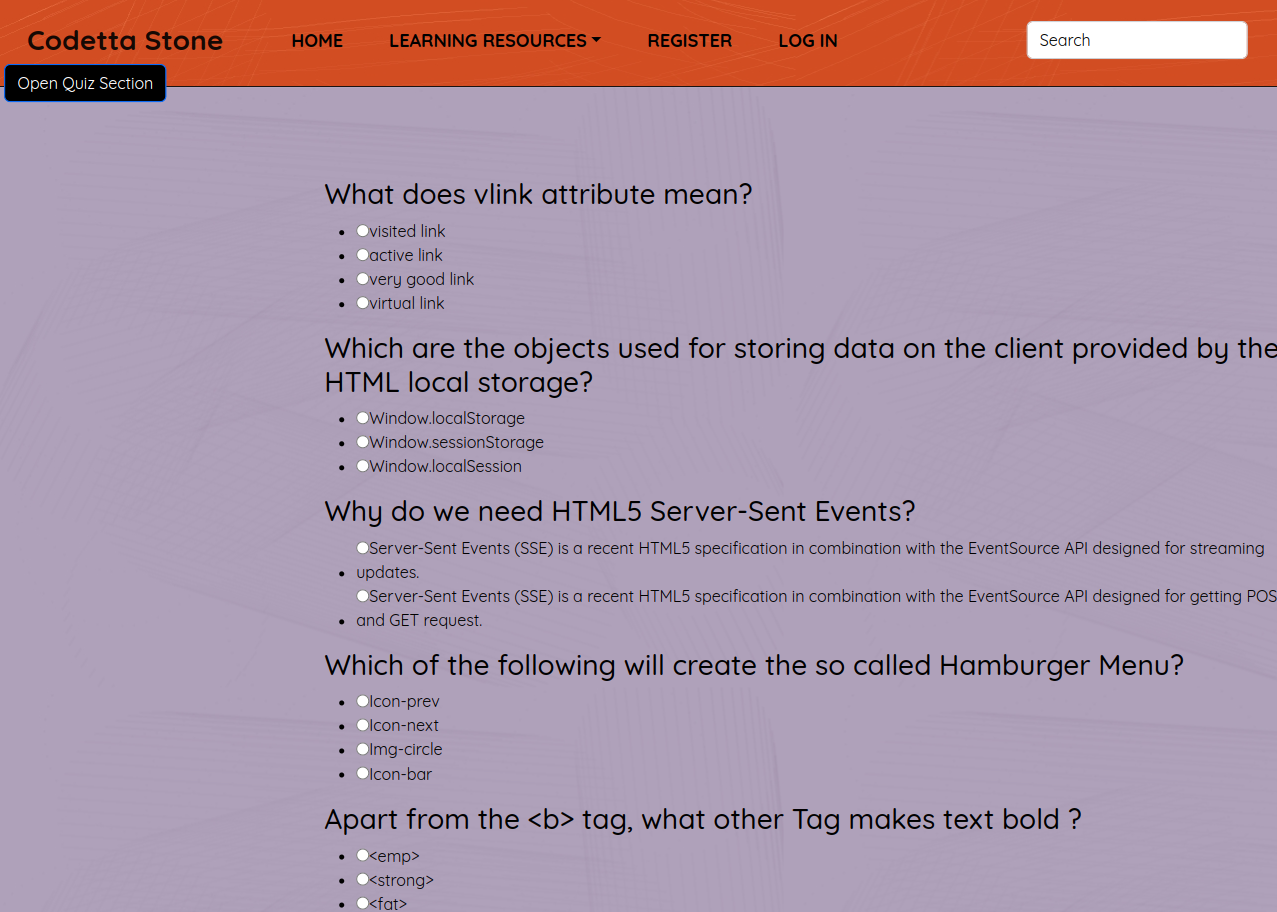 Codetta Stone HOME LEARNING RESOURCES REGISTER LOG IN Search
Open Quiz Section
What does vlink attribute mean?
visited link
active link
very good link
virtual link
Which are the objects used for storing data on the client provided by the
HTML local storage?
Window.localStorage
Window.sessionStorage
Window.localSession
Why do we need HTML5 Server-Sent Events?
Server-Sent Events (SSE) is a recent HTML5 specification in combination with the EventSource API designed for streaming
updates.
Server-Sent Events (SSE) is a recent HTML5 specification in combination with the EventSource API designed for getting POS
and GET request.
Which of the following will create the so called Hamburger Menu?
Icon-prev
Icon-next
Img-circle
Icon-bar
Apart from the <b> tag, what other Tag makes text bold ?
<emp>
<strong>
<fat>